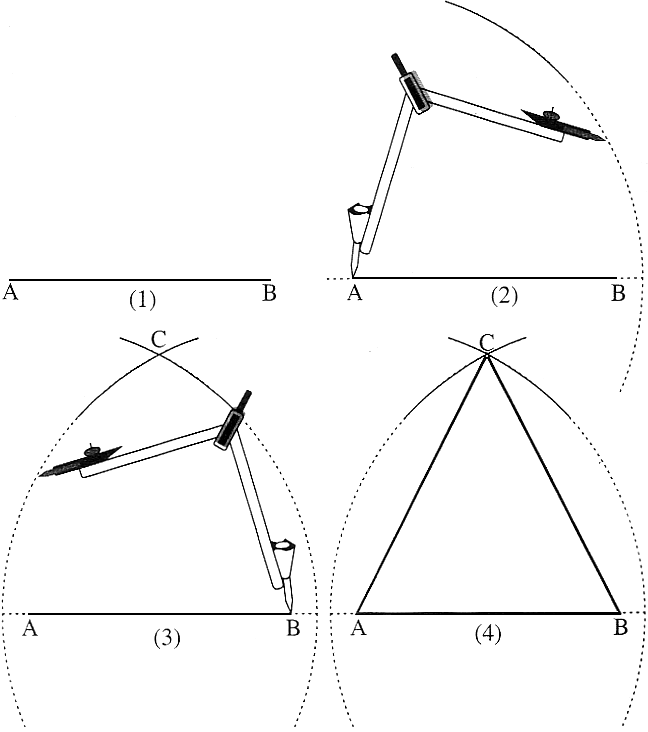 A (1) B
A (2) B
C
A (3) B
C
A (4) B